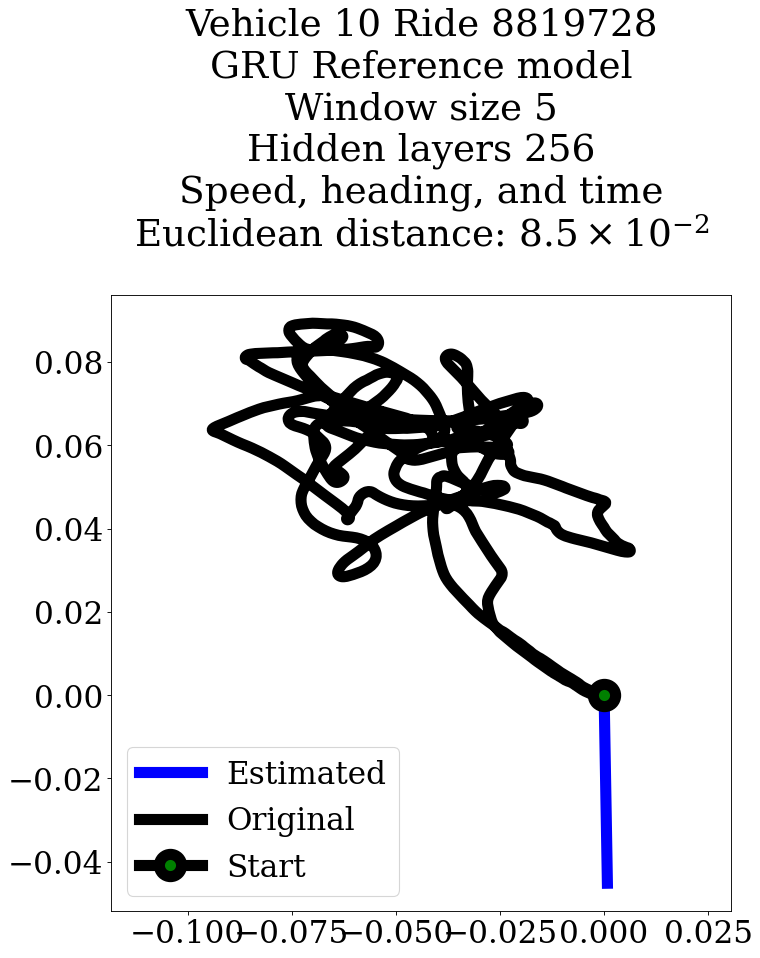 Vehicle 10 Ride 8819728
GRU Reference model
Window size 5
Hidden layers 256
Speed, heading, and time
Euclidean distance: 8.5 × 10⁻²
0.08
0.06
0.04
0.02
0.00
−0.02
−0.04
Estimated
Original
Start
−0.100 −0.075 −0.050 −0.025 0.000 0.025